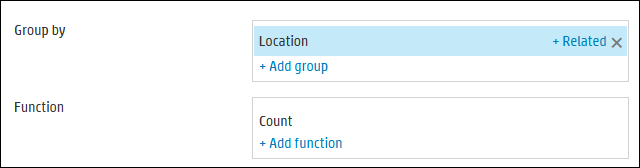 Group by
Location + Related ×
+ Add group
Function
Count
+ Add function